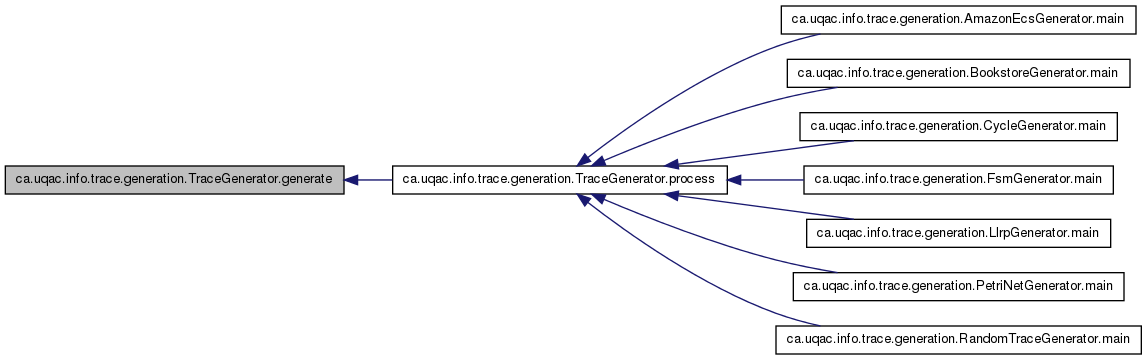 ca.uqac.info.trace.generation.AmazonEcsGenerator.main
ca.uqac.info.trace.generation.BookstoreGenerator.main
ca.uqac.info.trace.generation.CycleGenerator.main
ca.uqac.info.trace.generation.TraceGenerator.generate
ca.uqac.info.trace.generation.TraceGenerator.process
ca.uqac.info.trace.generation.FsmGenerator.main
ca.uqac.info.trace.generation.LlrpGenerator.main
ca.uqac.info.trace.generation.PetriNetGenerator.main
ca.uqac.info.trace.generation.RandomTraceGenerator.main